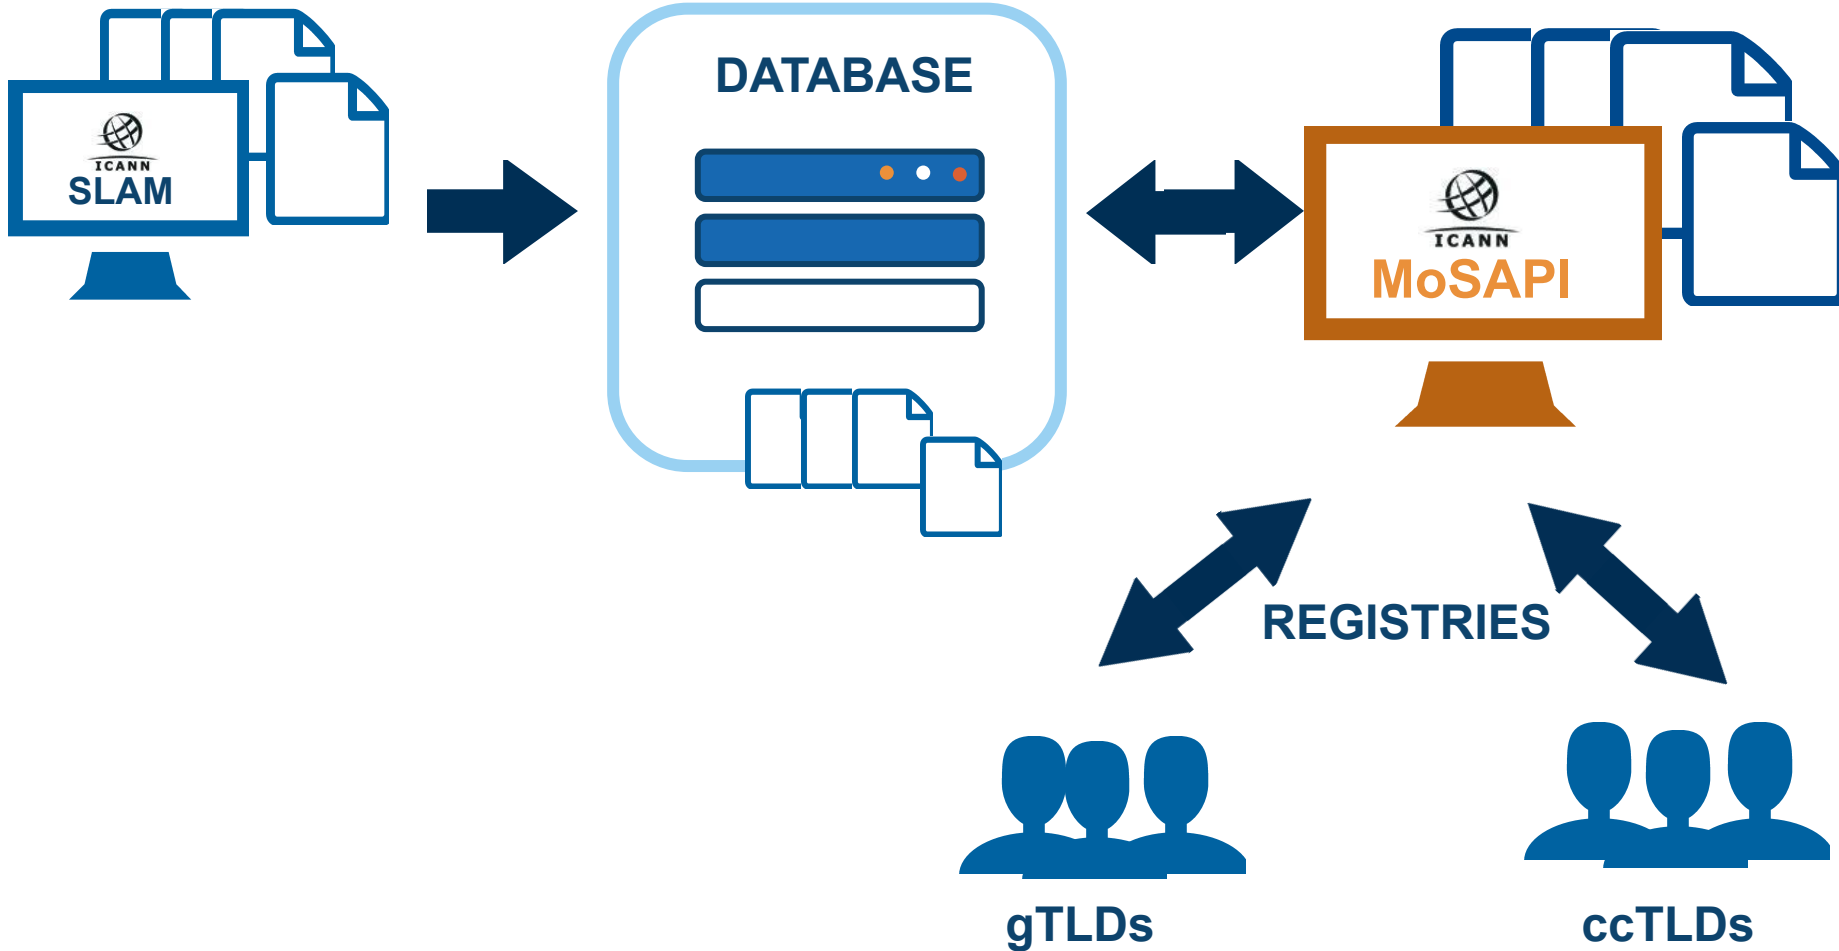 ICANN
SLAM
DATABASE
ICANN
MoSAPI
REGISTRIES
gTLDs
ccTLDs